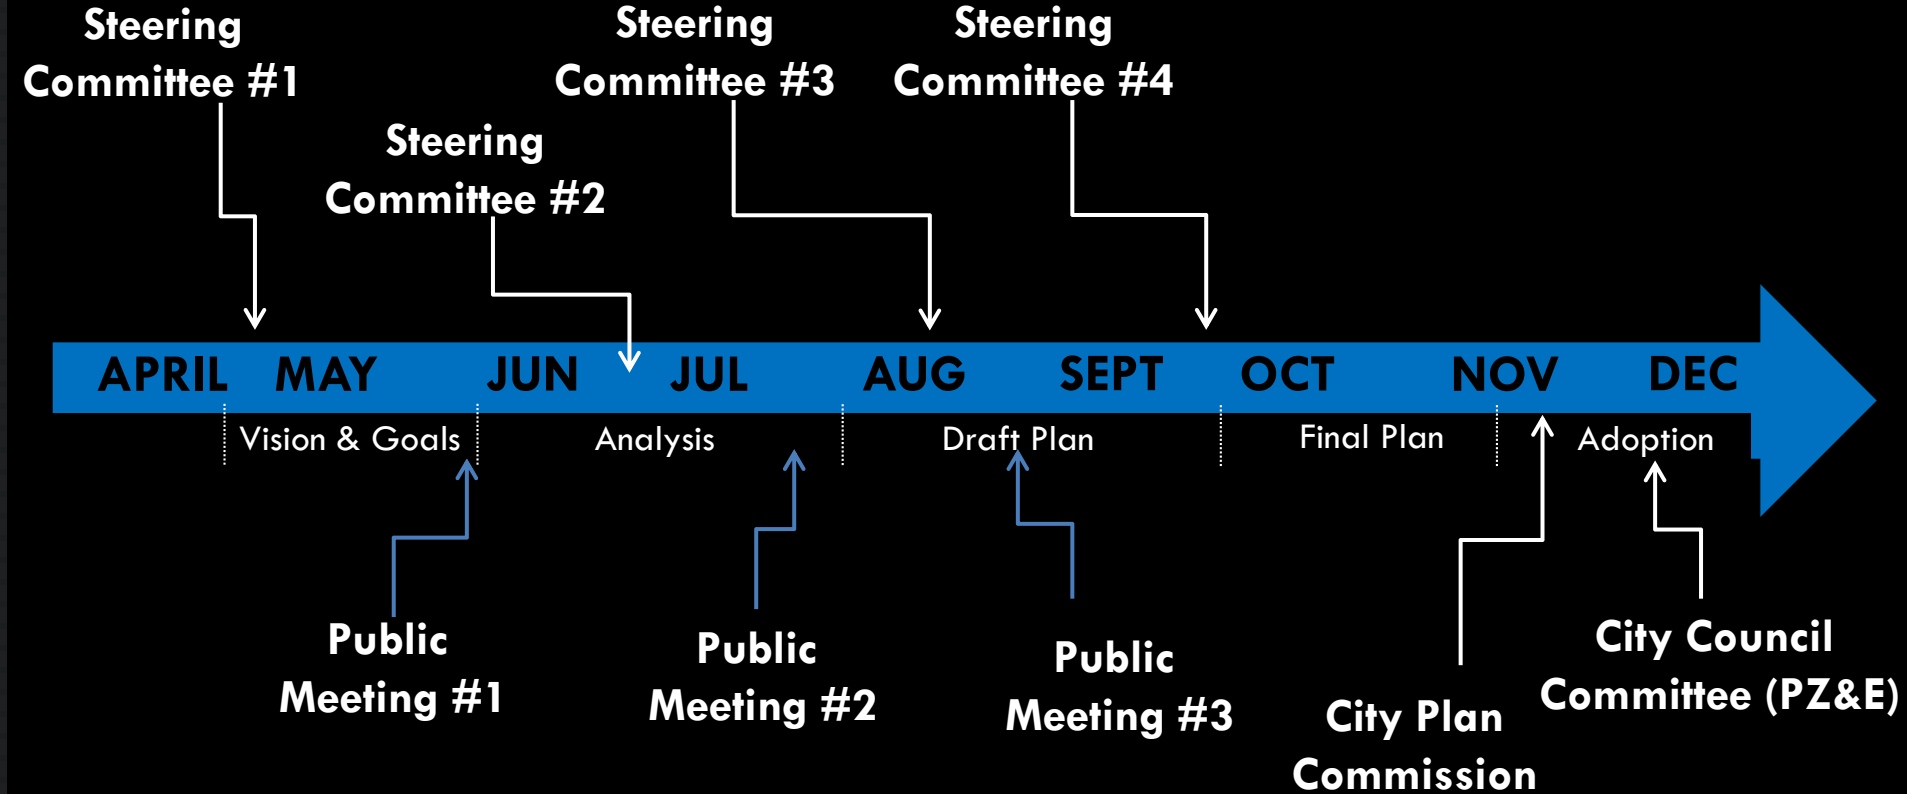 Steering
Committee #1
Steering
Committee #2
Steering
Committee #3
Steering
Committee #4
APRIL MAY JUN JUL AUG SEPT OCT NOV DEC
Vision & Goals Analysis Draft Plan Final Plan Adoption
Public
Meeting #1
Public
Meeting #2
Public
Meeting #3
City Plan
Commission
City Council
Committee (PZ&E)